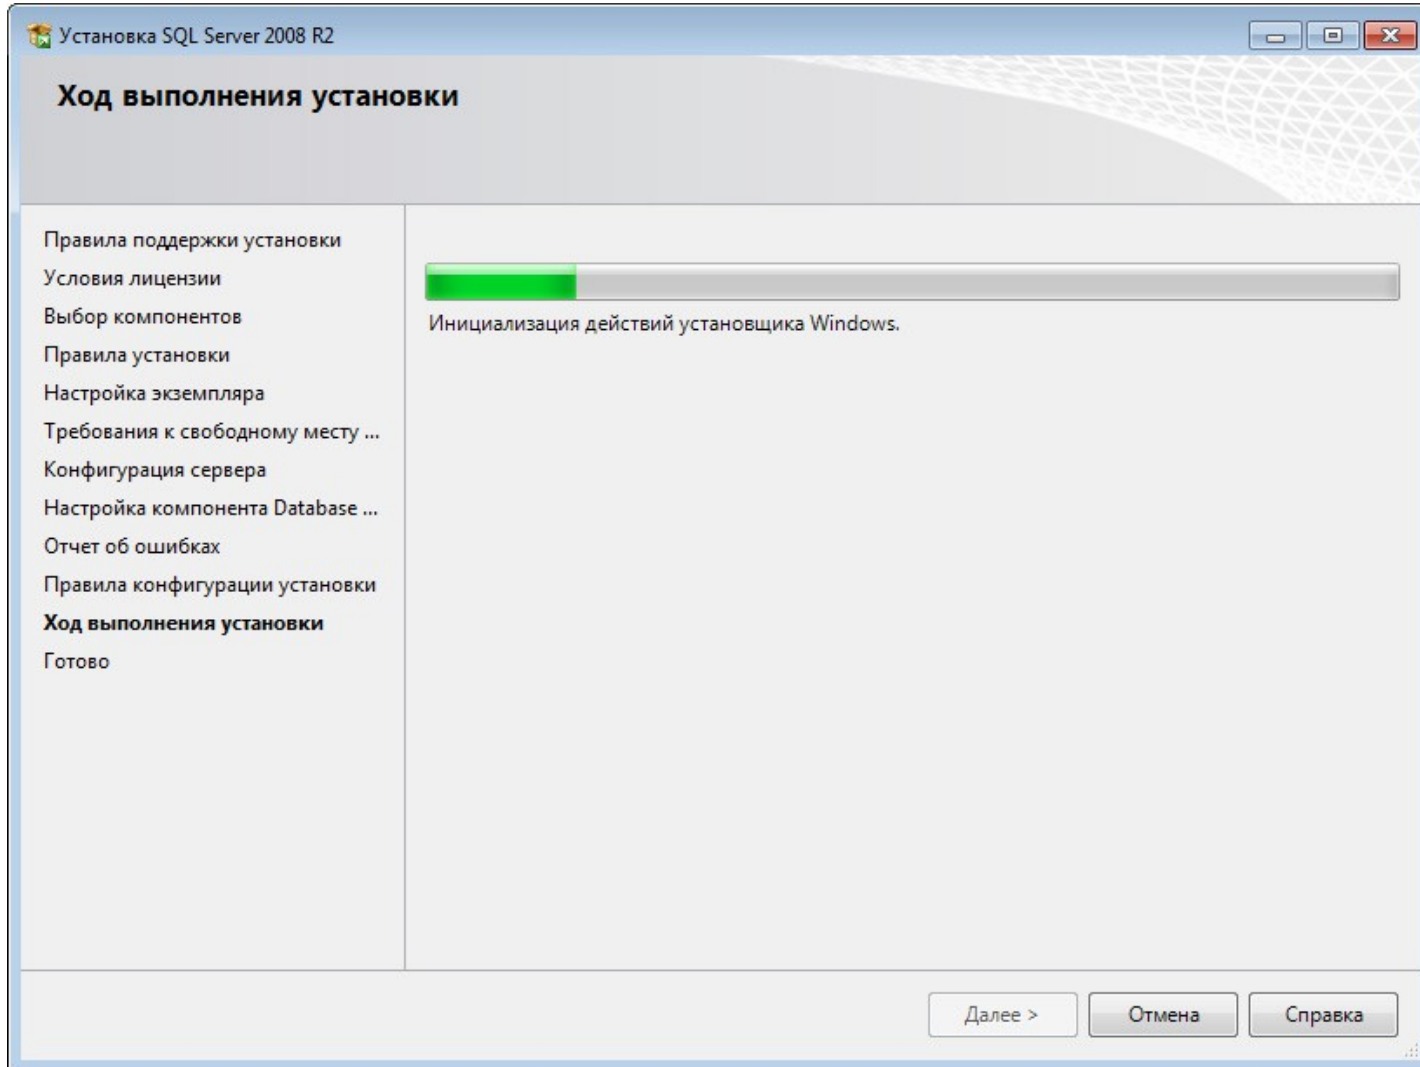 Установка SQL Server 2008 R2
Ход выполнения установки
Правила поддержки установки
Условия лицензии
Выбор компонентов
Правила установки
Настройка экземпляра
Требования к свободному месту ...
Конфигурация сервера
Настройка компонента Database ...
Отчет об ошибках
Правила конфигурации установки
Ход выполнения установки
Готово
Инициализация действий установщика Windows.
Далее >
Отмена
Справка